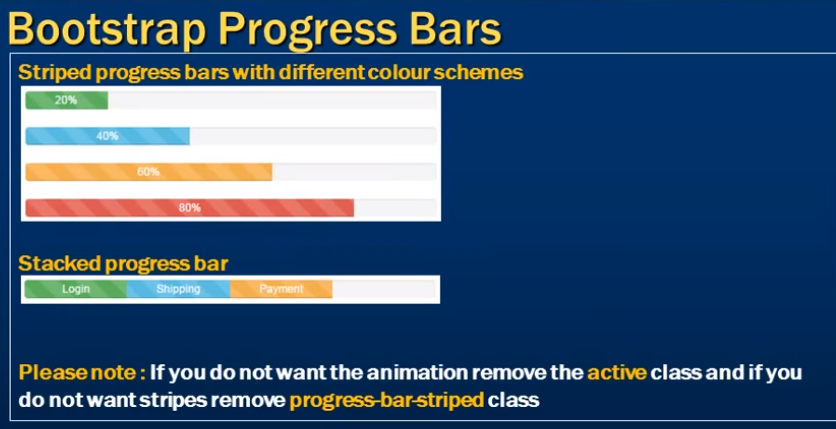 Bootstrap Progress Bars
Striped progress bars with different colour schemes
20%
40%
60%
80%
Stacked progress bar
Login Shipping Payment
Please note : If you do not want the animation remove the active class and if you
do not want stripes remove progress-bar-striped class